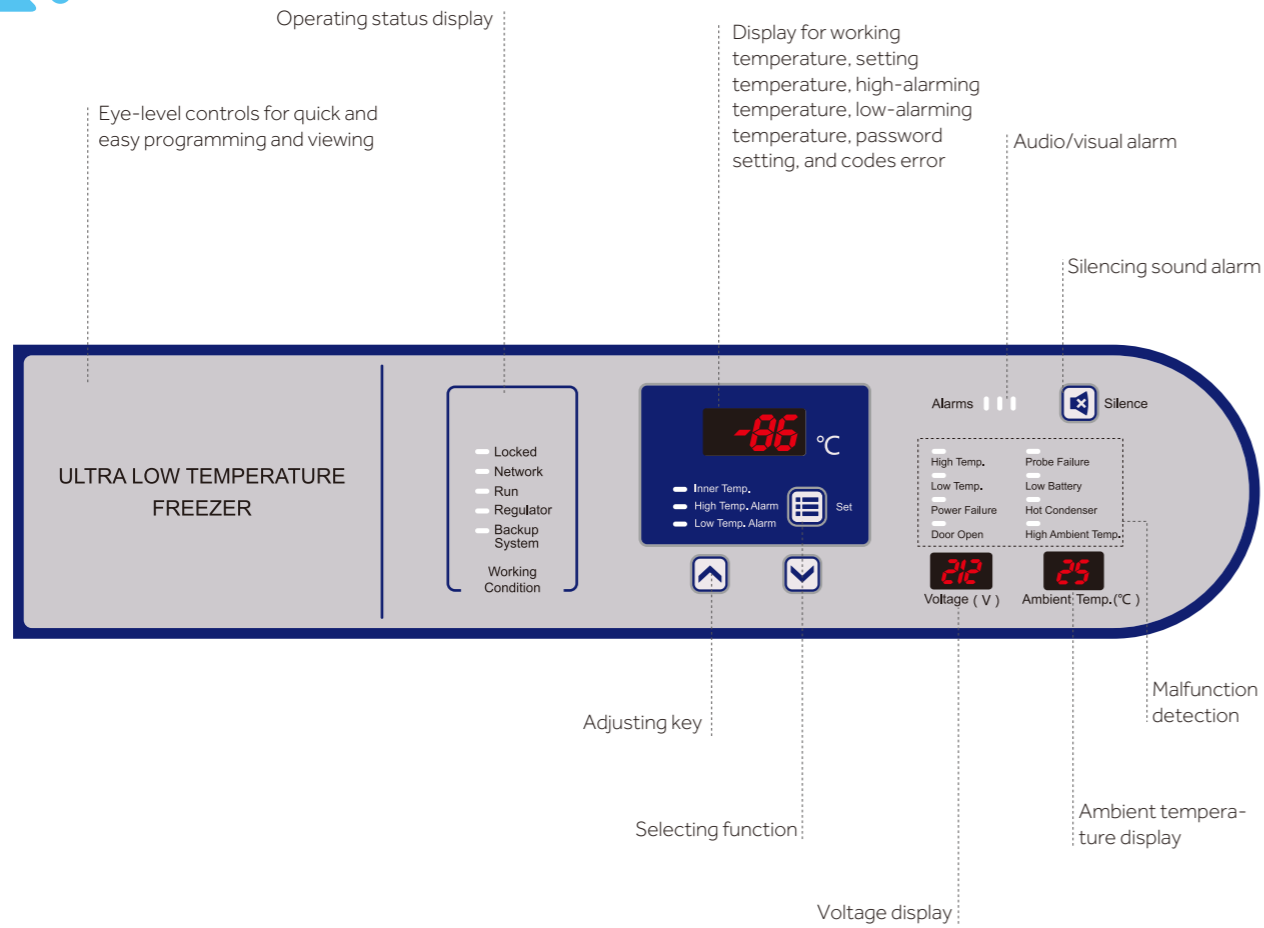 Operating status display
Display for working
temperature, setting
temperature, high-alarming
temperature, low-alarming
temperature, password
setting, and codes error
Eye-level controls for quick and
easy programming and viewing
Audio/visual alarm
Silencing sound alarm
ULTRA LOW TEMPERATURE
FREEZER
Locked
Network
Run
Regulator
Backup
System
Working
Condition
-86 °C
Inner Temp.
High Temp. Alarm
Low Temp. Alarm
Set
Alarms
Silence
High Temp.
Probe Failure
Low Temp.
Low Battery
Power Failure
Hot Condenser
Door Open
High Ambient Temp.
212
25
Voltage ( V )
Ambient Temp.(℃ )
Malfunction
detection
Adjusting key
Ambient tempera-
ture display
Selecting function
Voltage display